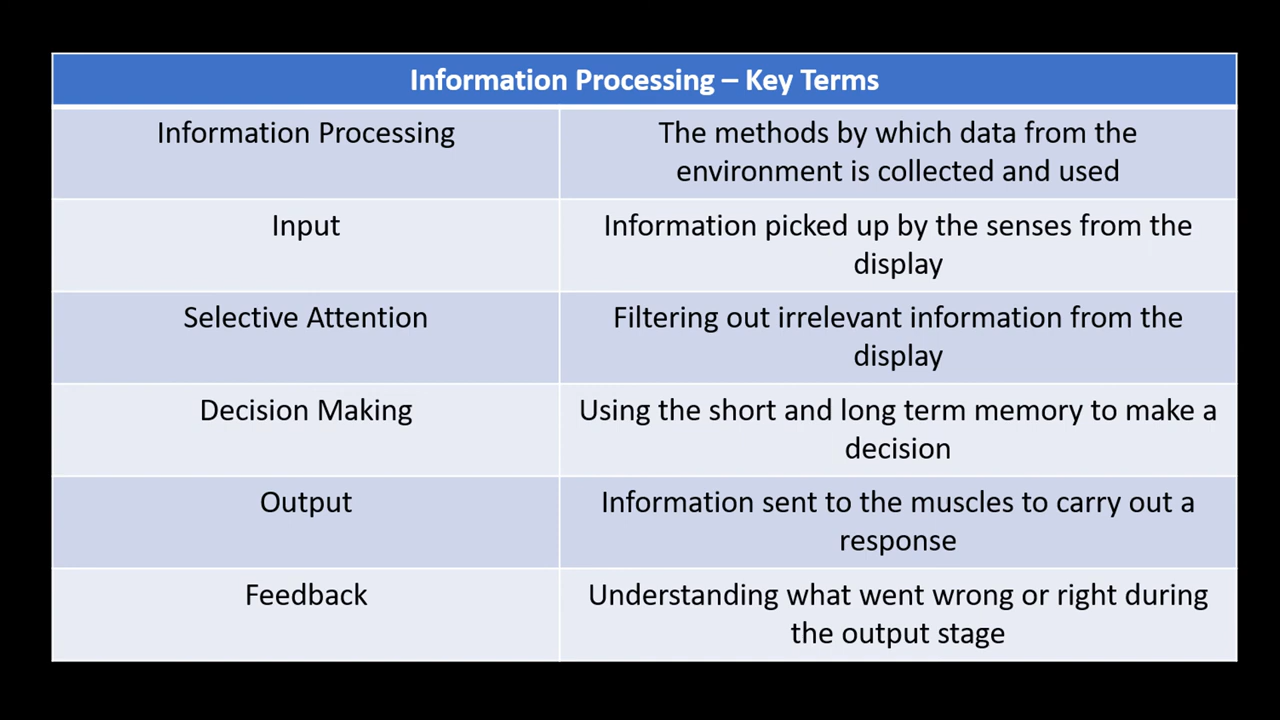 Information Processing – Key Terms
Information Processing
The methods by which data from the
environment is collected and used
Input
Information picked up by the senses from the
display
Selective Attention
Filtering out irrelevant information from the
display
Decision Making
Using the short and long term memory to make a
decision
Output
Information sent to the muscles to carry out a
response
Feedback
Understanding what went wrong or right during
the output stage